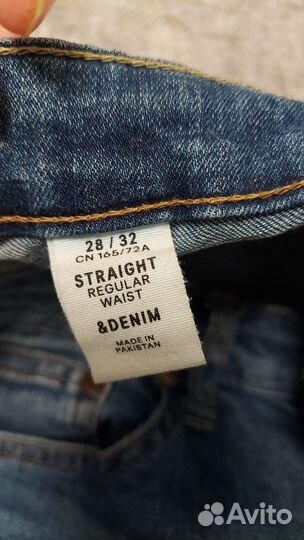 28 / 32
CN 165/72A
STRAIGHT
REGULAR
WAIST
&DENIM
MADE IN
PAKISTAN
Avito